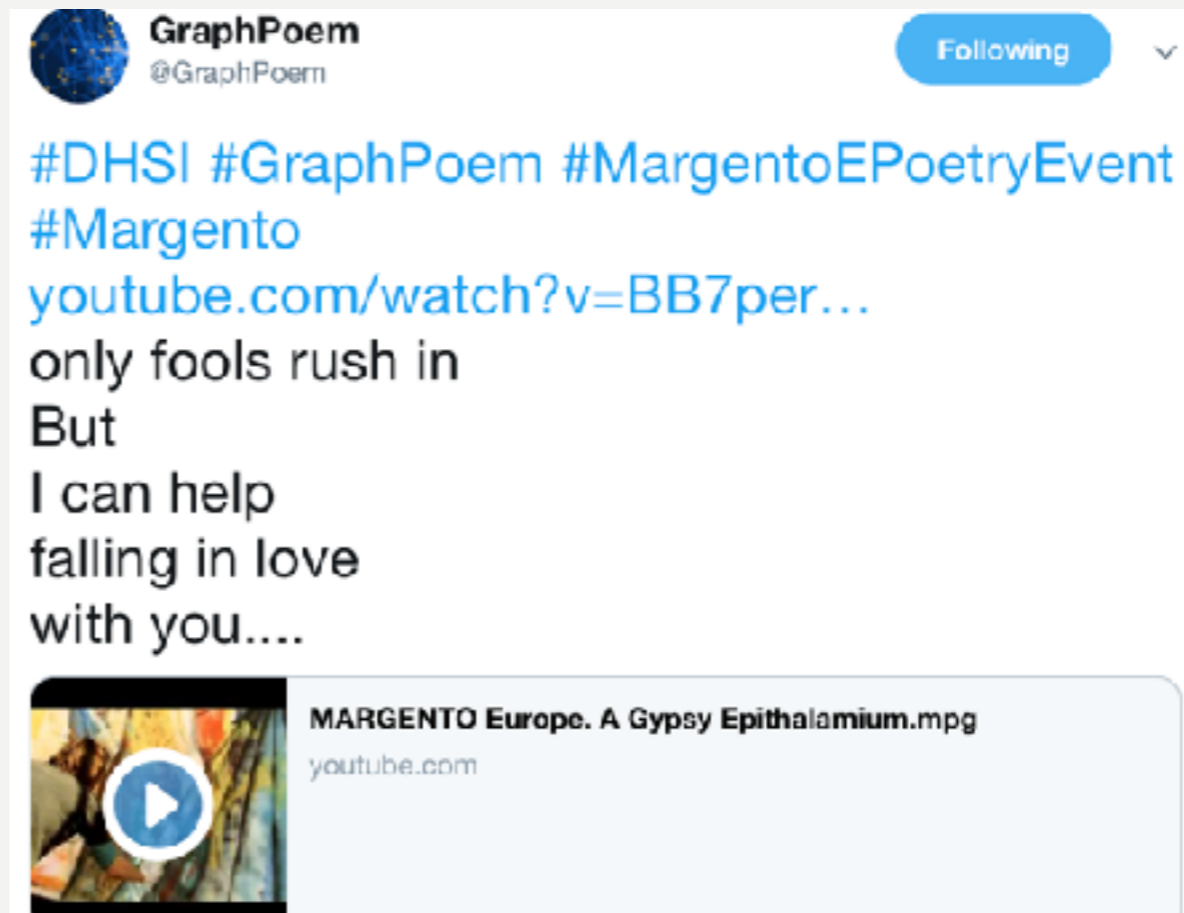 GraphPoem
@GraphPoem
Following
#DHSI #GraphPoem #MargentoEPoetryEvent
#Margento
youtube.com/watch?v=BB7per…
only fools rush in
But
I can help
falling in love
with you....
MARGENTO Europe. A Gypsy Epithalamium.mpg
youtube.com